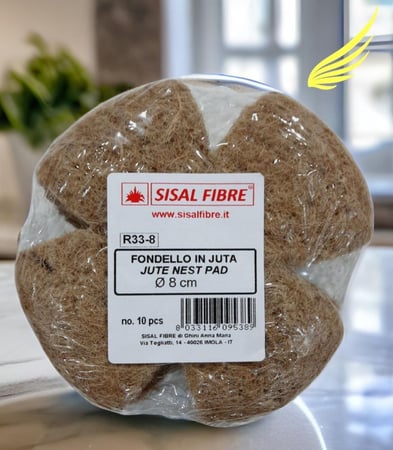 SISAL FIBRE
www.sisalfibre.it
R33-8
FONDELLO IN JUTA
JUTE NEST PAD
Ø 8 cm
no. 10 pcs
8 033116 095389
SISAL FIBRE di Ghini Anna Maria
Via Togliatti, 14 - 40026 IMOLA - IT